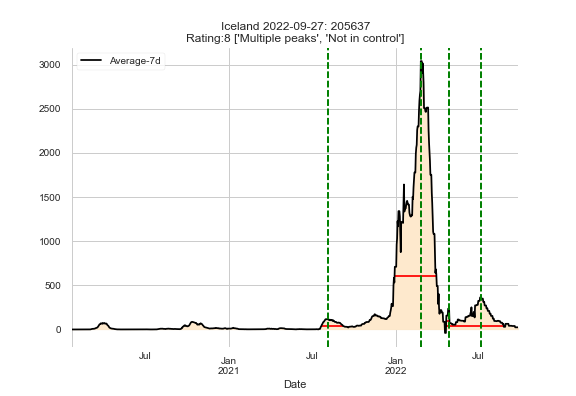 Iceland 2022-09-27: 205637
Rating:8 ['Multiple peaks', 'Not in control']
Average-7d
3000
2500
2000
1500
1000
500
0
Jul
Jan
2021
Jul
Jan
2022
Jul
Date